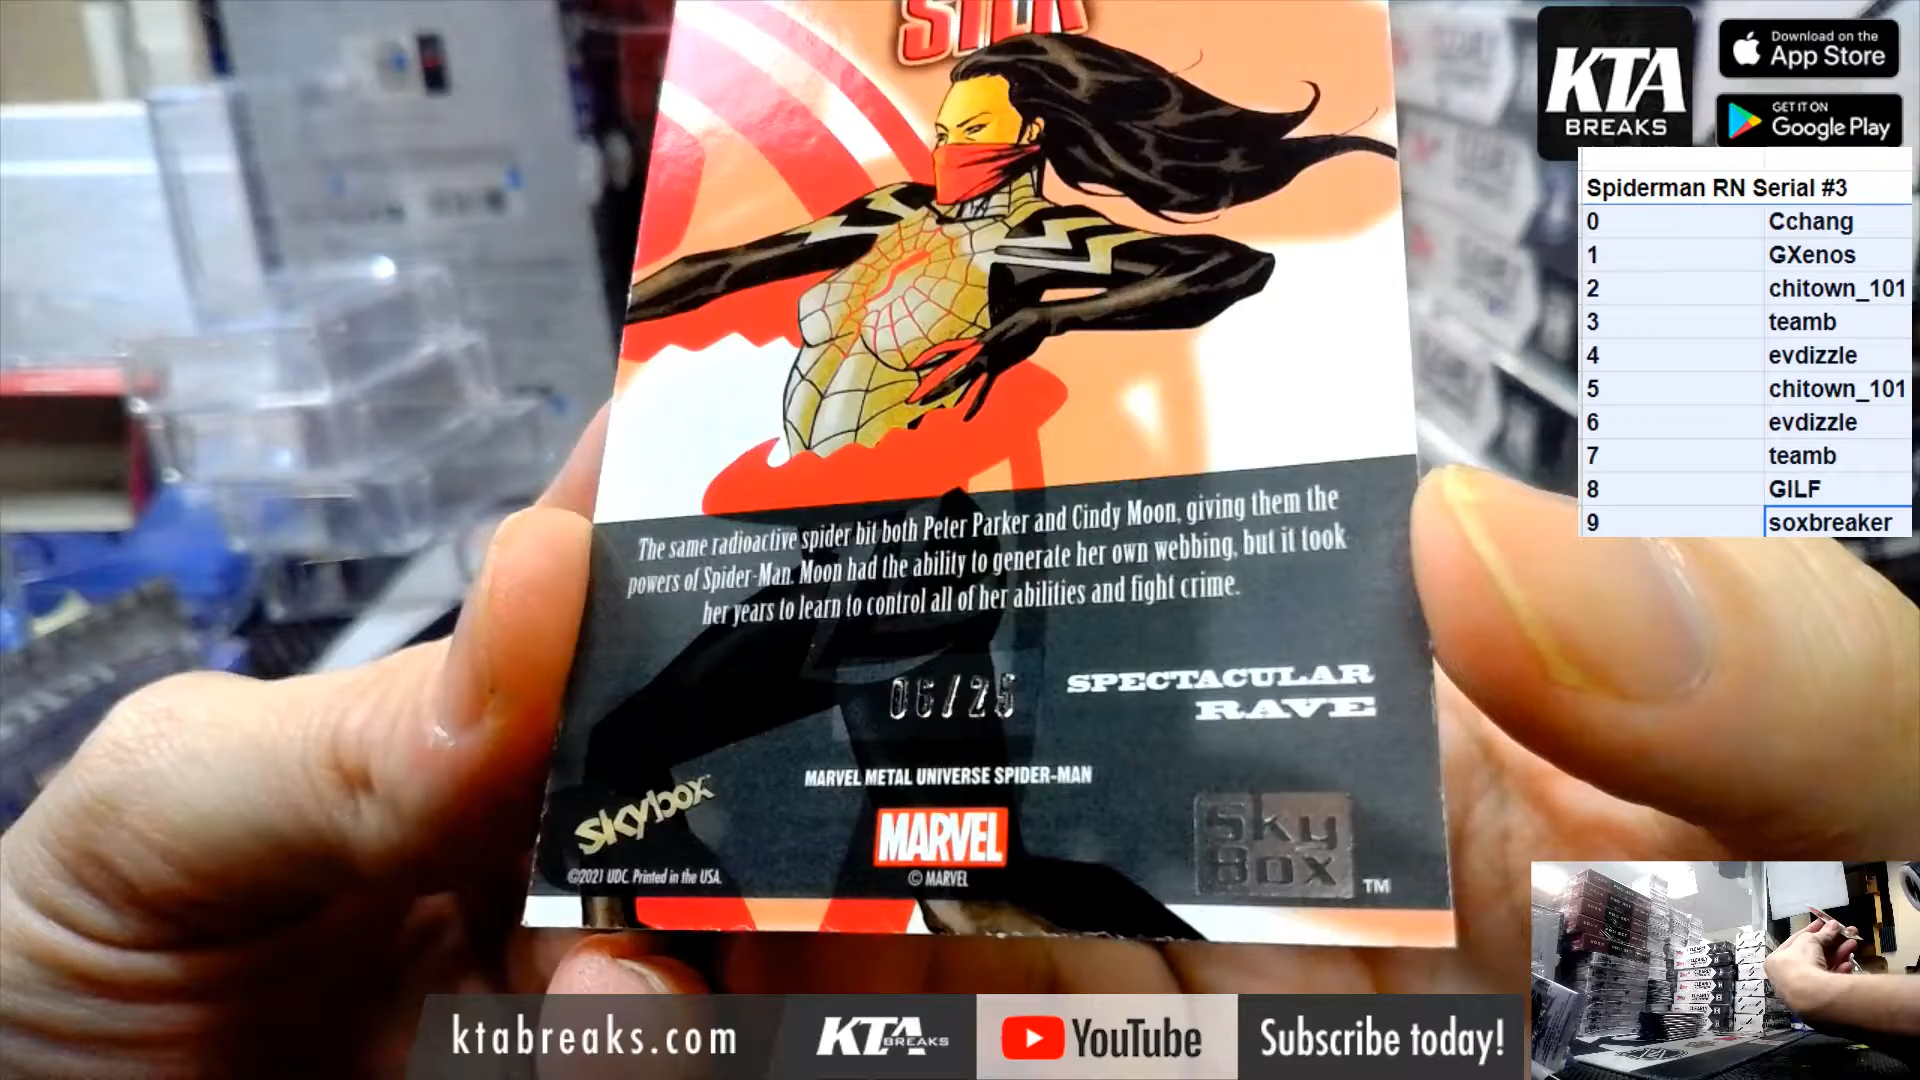 SILK
The same radioactive spider bit both Peter Parker and Cindy Moon, giving them the
powers of Spider-Man. Moon had the ability to generate her own webbing, but it took
her years to learn to control all of her abilities and fight crime.
06/25
SPECTACULAR
RAVE
MARVEL METAL UNIVERSE SPIDER-MAN
skybox
MARVEL
© MARVEL
©2021 UDC. Printed in the USA.
sky
BOX
TM
KTA
BREAKS
Download on the
App Store
GET IT ON
Google Play
Spiderman RN Serial #3
0 Cchang
1 GXenos
2 chitown_101
3 teamb
4 evdizzle
5 chitown_101
6 evdizzle
7 teamb
8 GILF
9 soxbreaker
ktabreaks.com
KTA BREAKS
YouTube
Subscribe today!